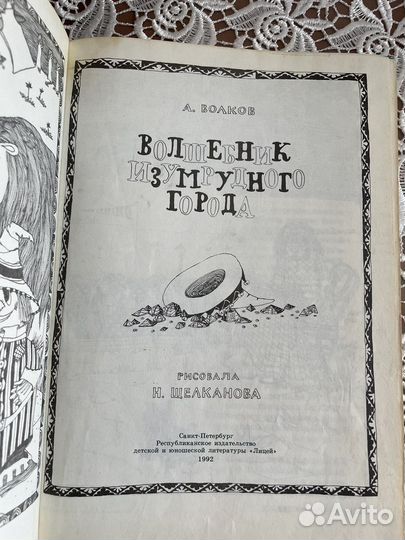 А. ВОЛКОВ
ВОЛШЕБНИК
ИЗУМРУДНОГО
ГОРОДА
РИСОВАЛА
Н. ЩЕЛКАНОВА
Санкт-Петербург
Республиканское издательство
детской и юношеской литературы «Лицей»
1992
Avito